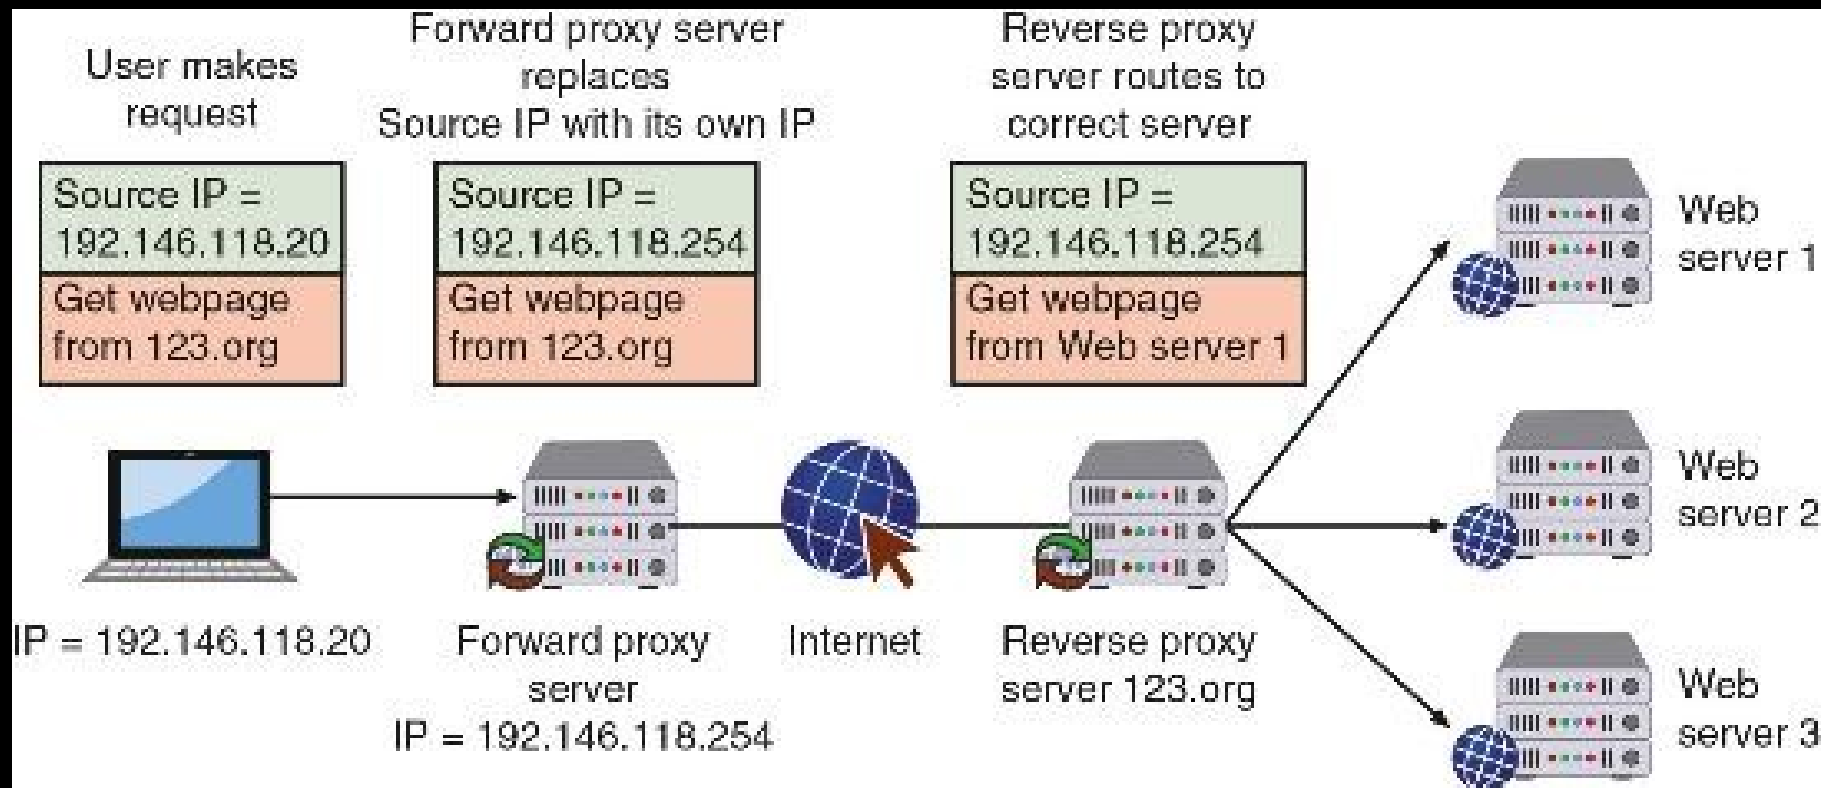 User makes
request
Forward proxy server
replaces
Source IP with its own IP
Reverse proxy
server routes to
correct server
Source IP =
192.146.118.20
Get webpage
from 123.org
Source IP =
192.146.118.254
Get webpage
from 123.org
Source IP =
192.146.118.254
Get webpage
from Web server 1
Web
server 1
Web
server 2
Web
server 3
IP = 192.146.118.20
Forward proxy
server
IP = 192.146.118.254
Internet
Reverse proxy
server 123.org